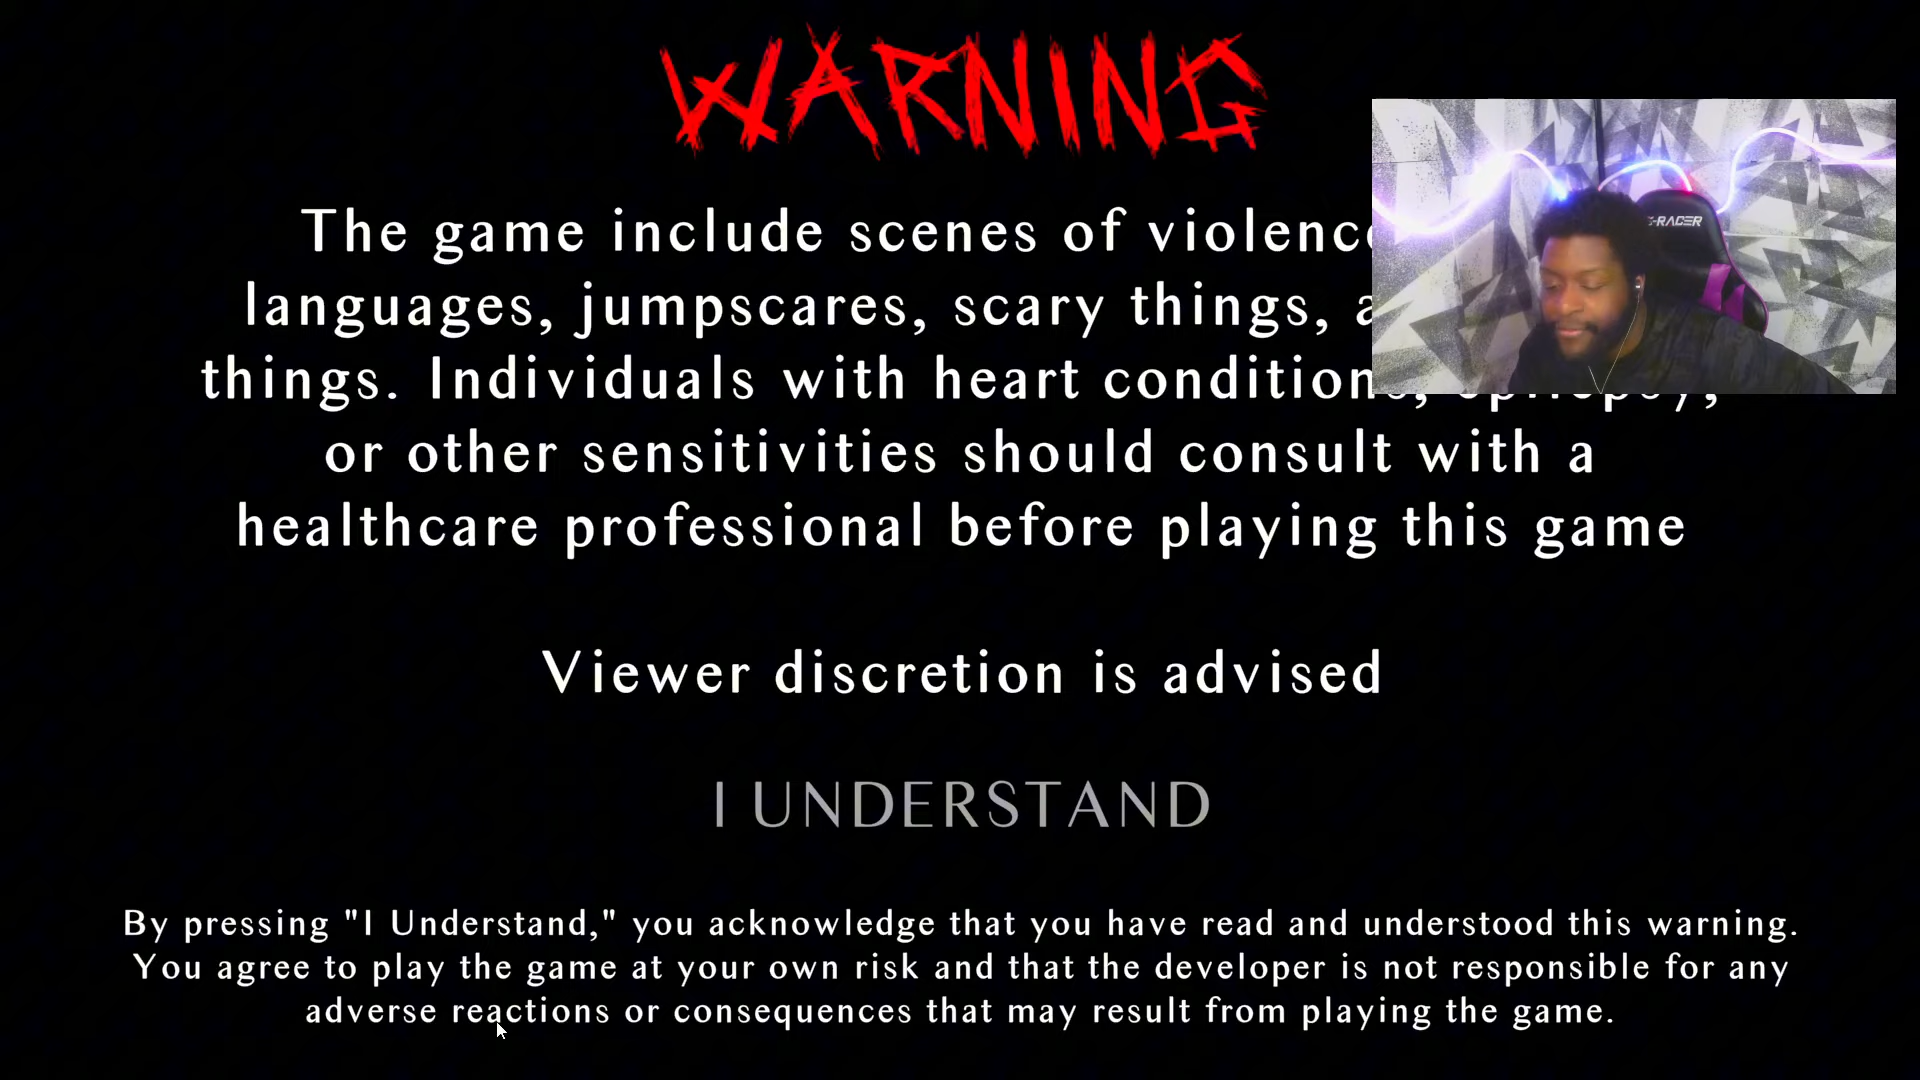 WARNING
The game include scenes of violence
languages, jumpscares, scary things,
things. Individuals with heart conditions, epilepsy,
or other sensitivities should consult with a
healthcare professional before playing this game
Viewer discretion is advised
I UNDERSTAND
By pressing "I Understand," you acknowledge that you have read and understood this warning.
You agree to play the game at your own risk and that the developer is not responsible for any
adverse reactions or consequences that may result from playing the game.
-RACER